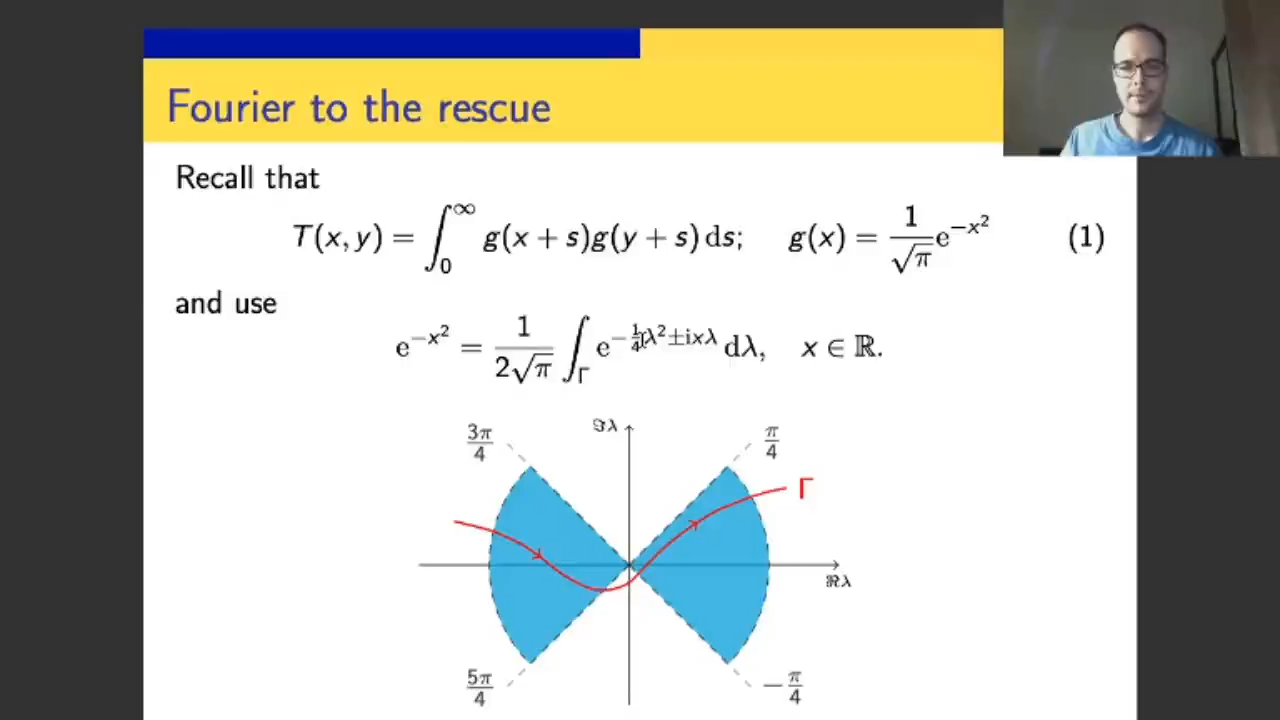 Fourier to the rescue
Recall that
T(x, y) = ∫₀^∞ g(x + s)g(y + s) ds;   g(x) = 1/√π e^{−x²}   (1)
and use
e^{−x²} = 1/(2√π) ∫_Γ e^{−¼λ²±ixλ} dλ,   x ∈ ℝ.
ℑλ
3π/4
π/4
Γ
ℜλ
5π/4
−π/4